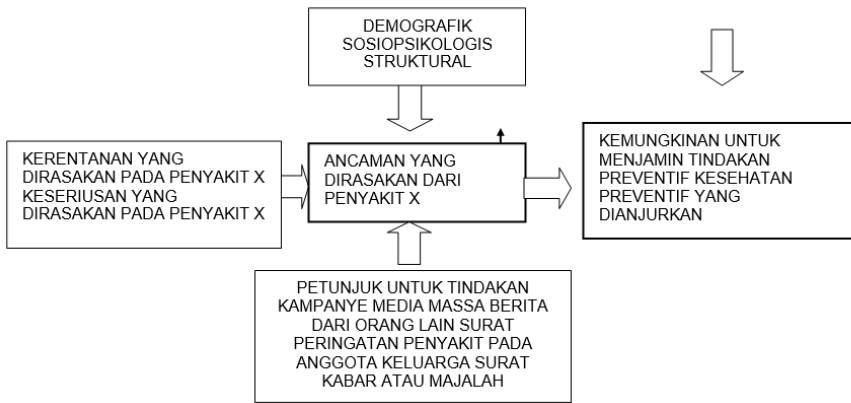 DEMOGRAFIK
SOSIOPSIKOLOGIS
STRUKTURAL
KERENTANAN YANG
DIRASAKAN PADA PENYAKIT X
KESERIUSAN YANG
DIRASAKAN PADA PENYAKIT X
ANCAMAN YANG
DIRASAKAN DARI
PENYAKIT X
KEMUNGKINAN UNTUK
MENJAMIN TINDAKAN
PREVENTIF KESEHATAN
PREVENTIF YANG
DIANJURKAN
PETUNJUK UNTUK TINDAKAN
KAMPANYE MEDIA MASSA BERITA
DARI ORANG LAIN SURAT
PERINGATAN PENYAKIT PADA
ANGGOTA KELUARGA SURAT
KABAR ATAU MAJALAH